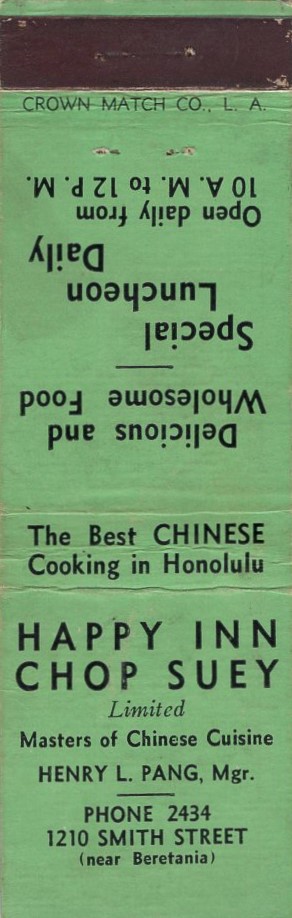 CROWN MATCH CO., L. A.
Delicious and
Wholesome Food
Special
Luncheon
Daily
Open daily from
10 A. M. to 12 P. M.
The Best CHINESE
Cooking in Honolulu
HAPPY INN
CHOP SUEY
Limited
Masters of Chinese Cuisine
HENRY L. PANG, Mgr.
PHONE 2434
1210 SMITH STREET
(near Beretania)